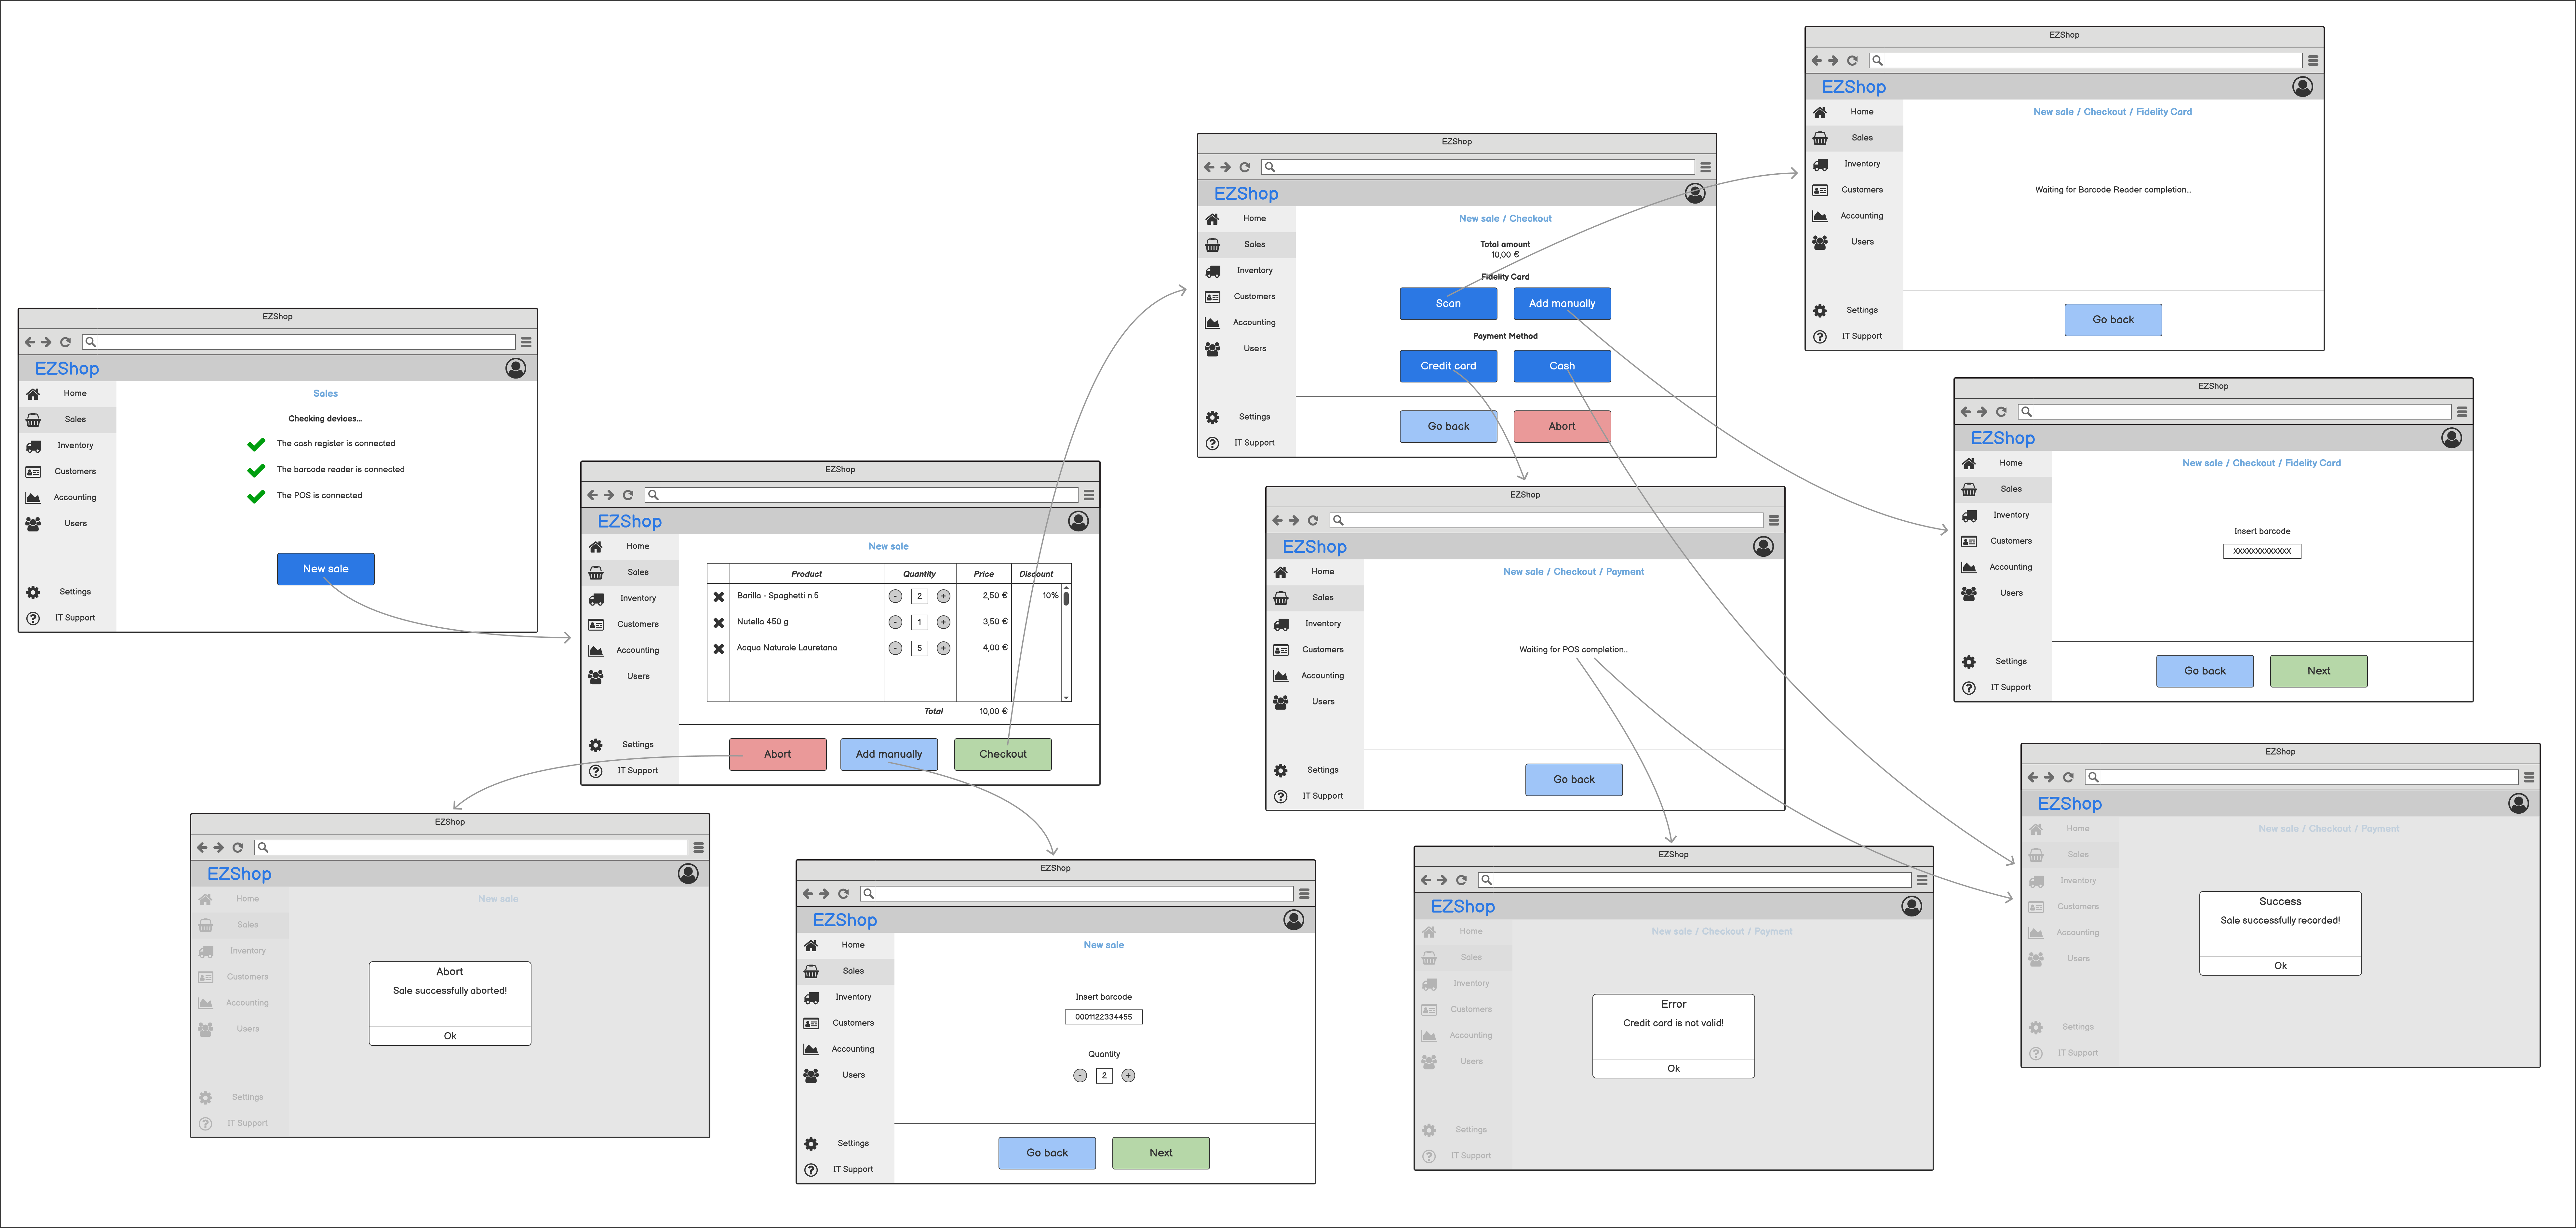 EZShop
EZShop
Home
Sales
Inventory
Customers
Accounting
Users
Settings
IT Support
Sales
Checking devices...
The cash register is connected
The barcode reader is connected
The POS is connected
New sale
EZShop
EZShop
Home
Sales
Inventory
Customers
Accounting
Users
Settings
IT Support
New sale
Product Quantity Price Discount
Barilla - Spaghetti n.5 - 2 + 2,50 € 10%
Nutella 450 g - 1 + 3,50 €
Acqua Naturale Lauretana - 5 + 4,00 €
Total 10,00 €
Abort Add manually Checkout
EZShop
EZShop
Home
Sales
Inventory
Customers
Accounting
Users
Settings
IT Support
New sale
Abort
Sale successfully aborted!
Ok
EZShop
EZShop
Home
Sales
Inventory
Customers
Accounting
Users
Settings
IT Support
New sale
Insert barcode
0001122334455
Quantity
- 2 +
Go back Next
EZShop
EZShop
Home
Sales
Inventory
Customers
Accounting
Users
Settings
IT Support
New sale / Checkout
Total amount
10,00 €
Fidelity Card
Scan Add manually
Payment Method
Credit card Cash
Go back Abort
EZShop
EZShop
Home
Sales
Inventory
Customers
Accounting
Users
Settings
IT Support
New sale / Checkout / Fidelity Card
Waiting for Barcode Reader completion...
Go back
EZShop
EZShop
Home
Sales
Inventory
Customers
Accounting
Users
Settings
IT Support
New sale / Checkout / Fidelity Card
Insert barcode
XXXXXXXXXXXXX
Go back Next
EZShop
EZShop
Home
Sales
Inventory
Customers
Accounting
Users
Settings
IT Support
New sale / Checkout / Payment
Waiting for POS completion...
Go back
EZShop
EZShop
Home
Sales
Inventory
Customers
Accounting
Users
Settings
IT Support
New sale / Checkout / Payment
Error
Credit card is not valid!
Ok
EZShop
EZShop
Home
Sales
Inventory
Customers
Accounting
Users
Settings
IT Support
New sale / Checkout / Payment
Success
Sale successfully recorded!
Ok